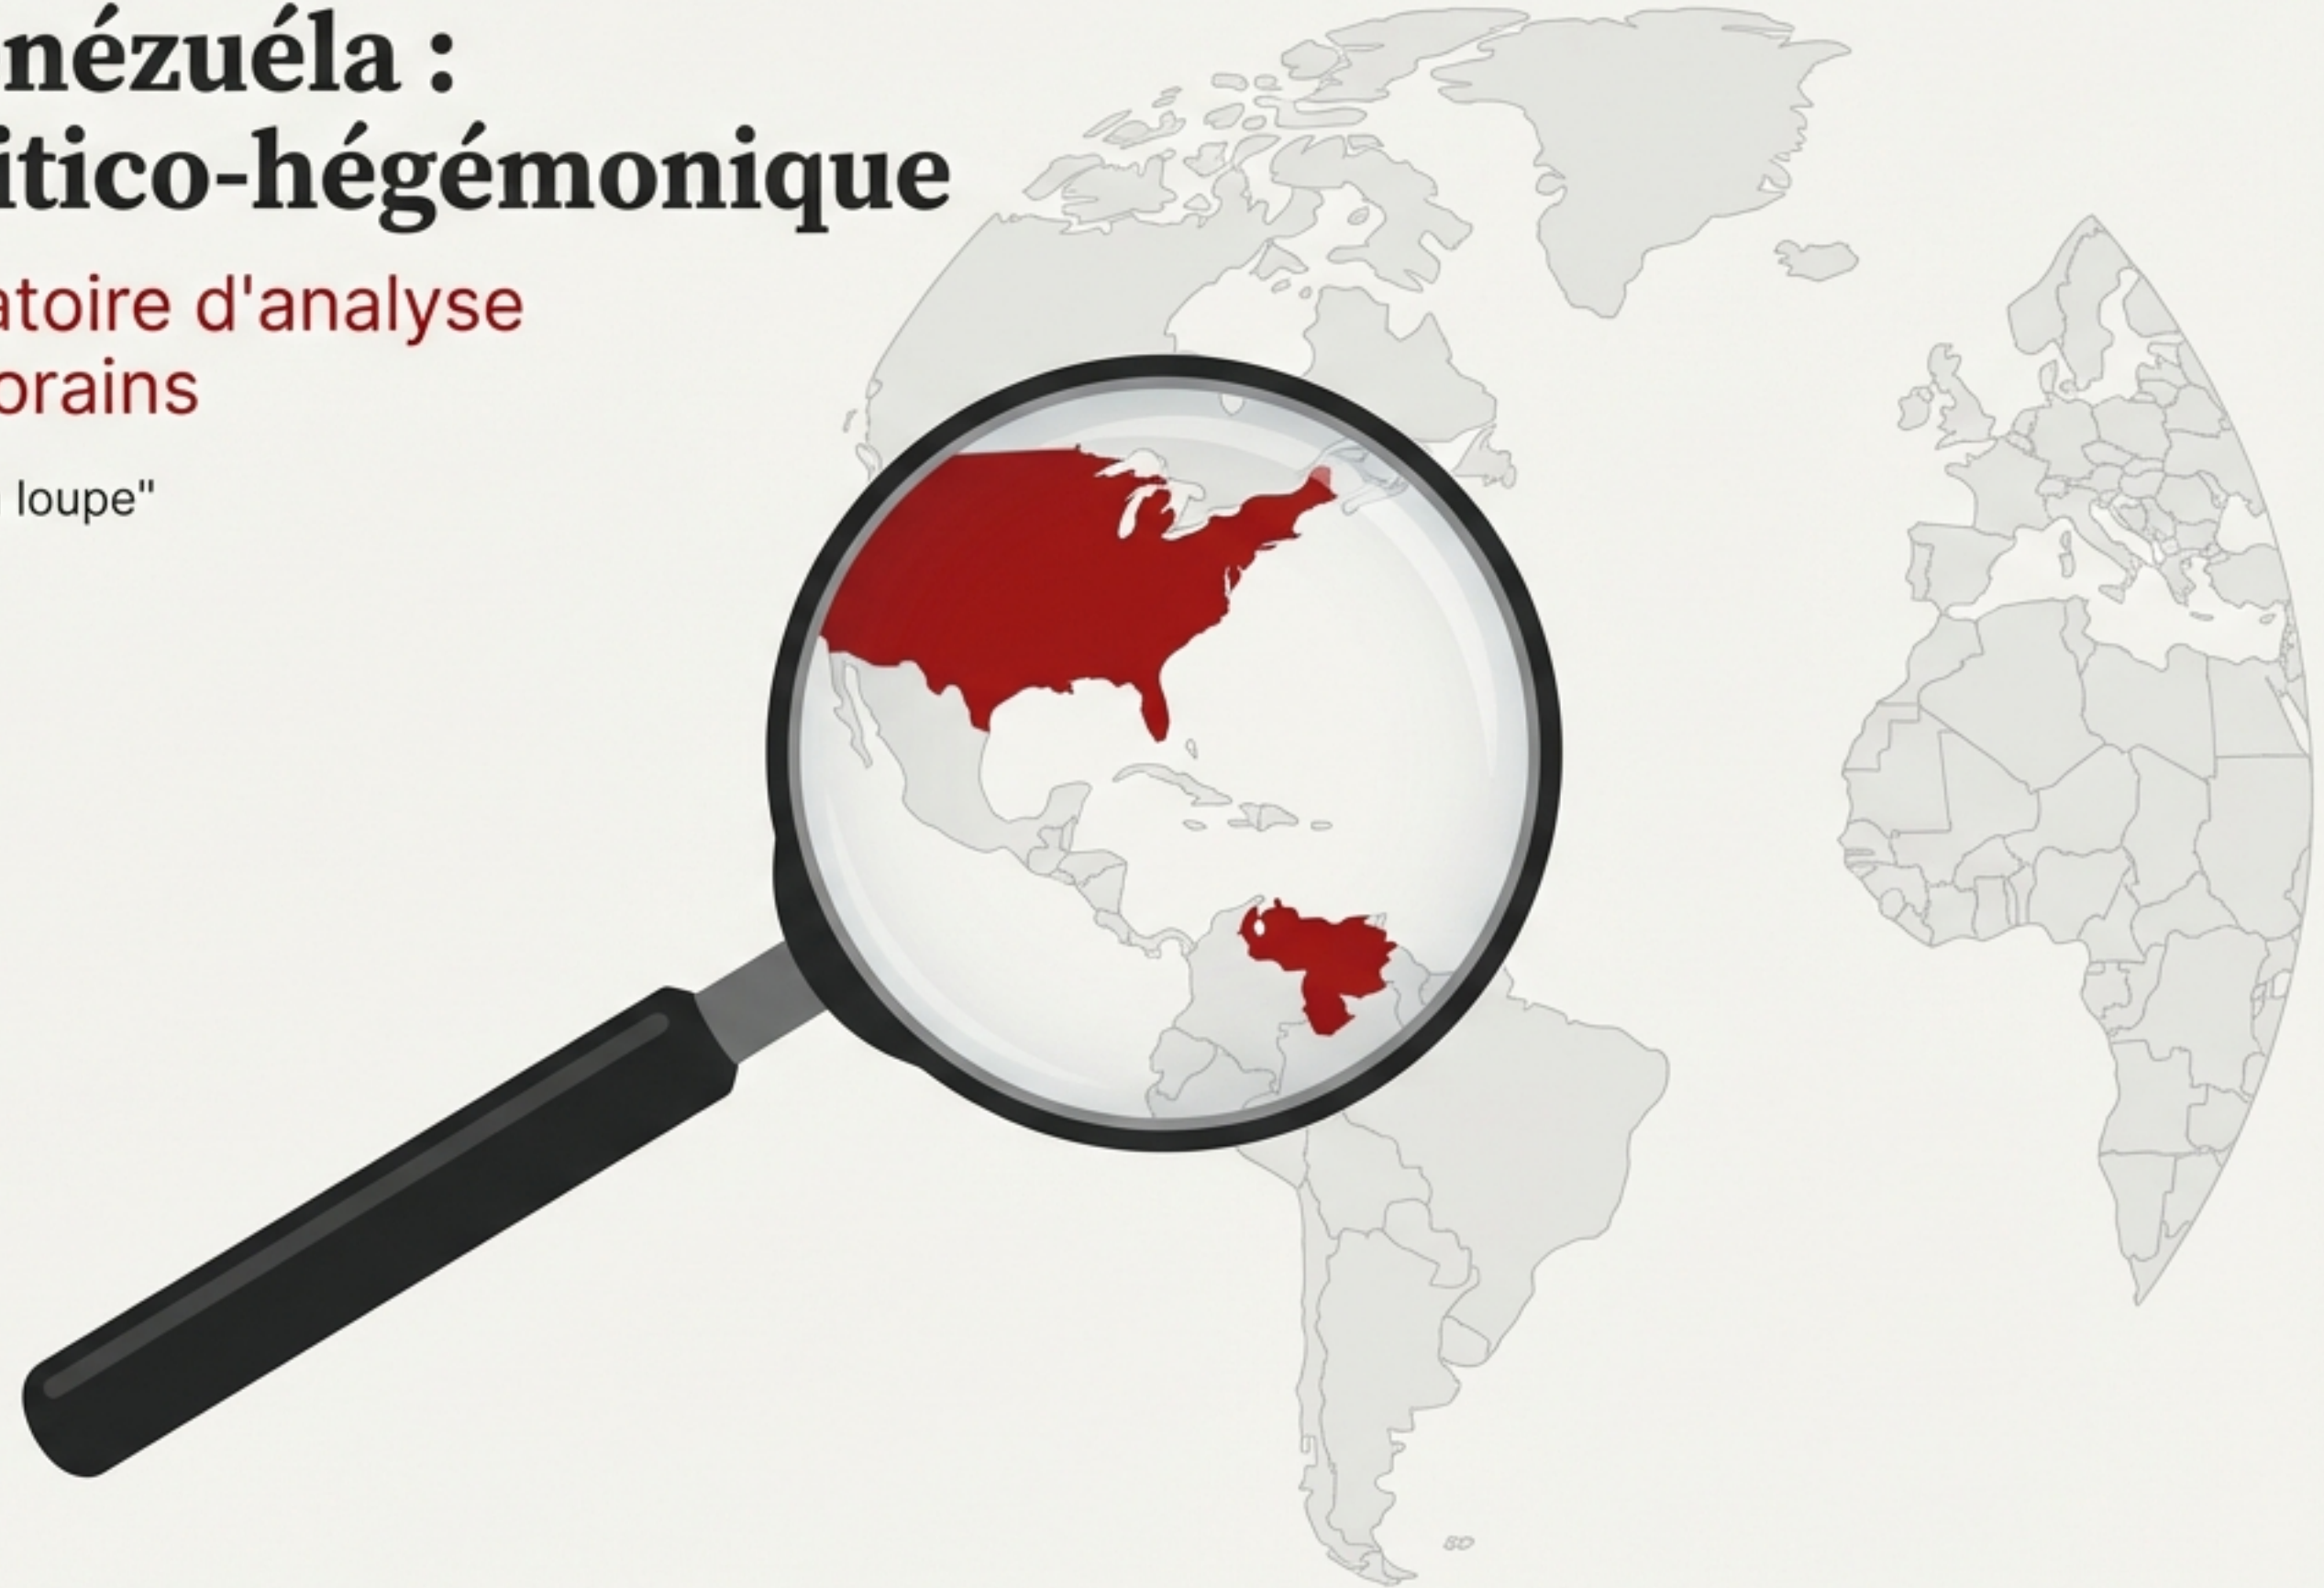 nézuéla :
itico-hégémonique
atoire d'analyse
orains
loupe"